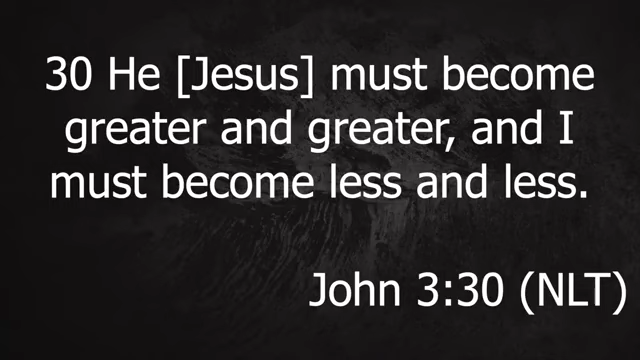 30 He [Jesus] must become
greater and greater, and I
must become less and less.
John 3:30 (NLT)